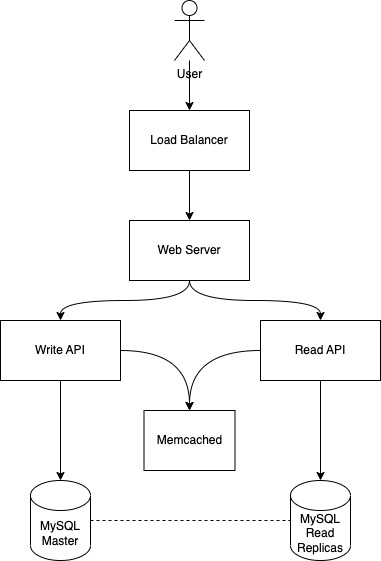 User
Load Balancer
Web Server
Write API
Read API
Memcached
MySQL
Master
MySQL
Read
Replicas